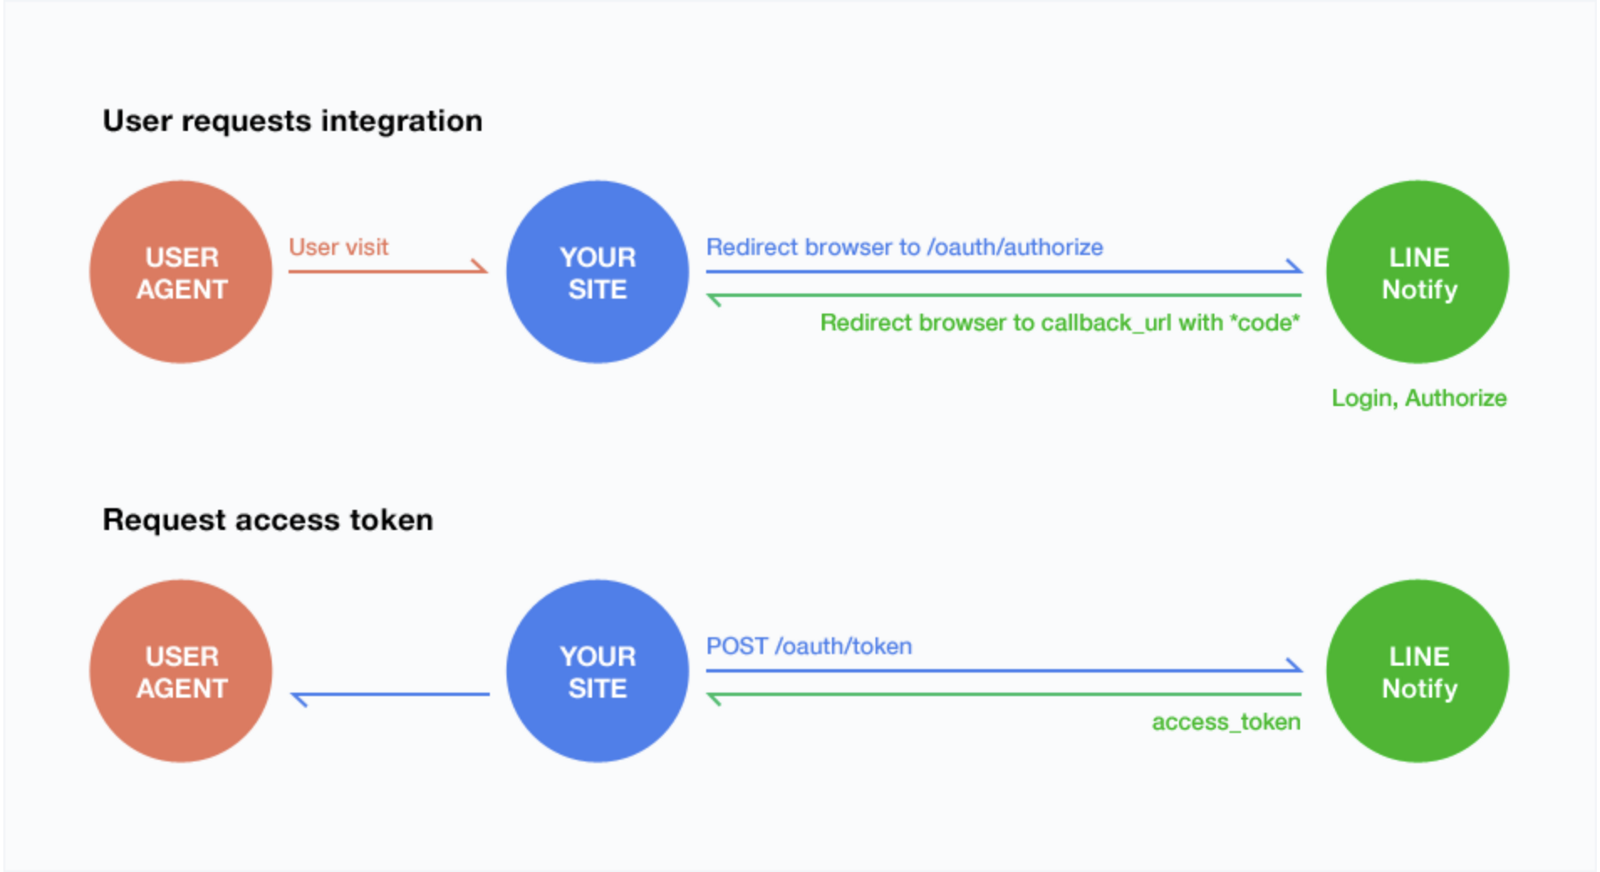 User requests integration
USER
AGENT
User visit
YOUR
SITE
Redirect browser to /oauth/authorize
Redirect browser to callback_url with *code*
LINE
Notify
Login, Authorize
Request access token
USER
AGENT
YOUR
SITE
POST /oauth/token
access_token
LINE
Notify